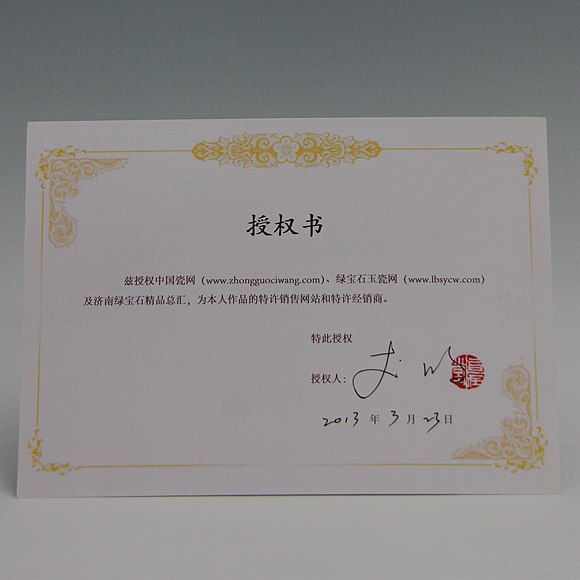 授权书
兹授权中国瓷网（www.zhongguociwang.com）、绿宝石玉瓷网（www.lbsycw.com）
及济南绿宝石精品总汇，为本人作品的特许销售网站和特许经销商。
特此授权
授权人：
2013 年 3 月 23 日